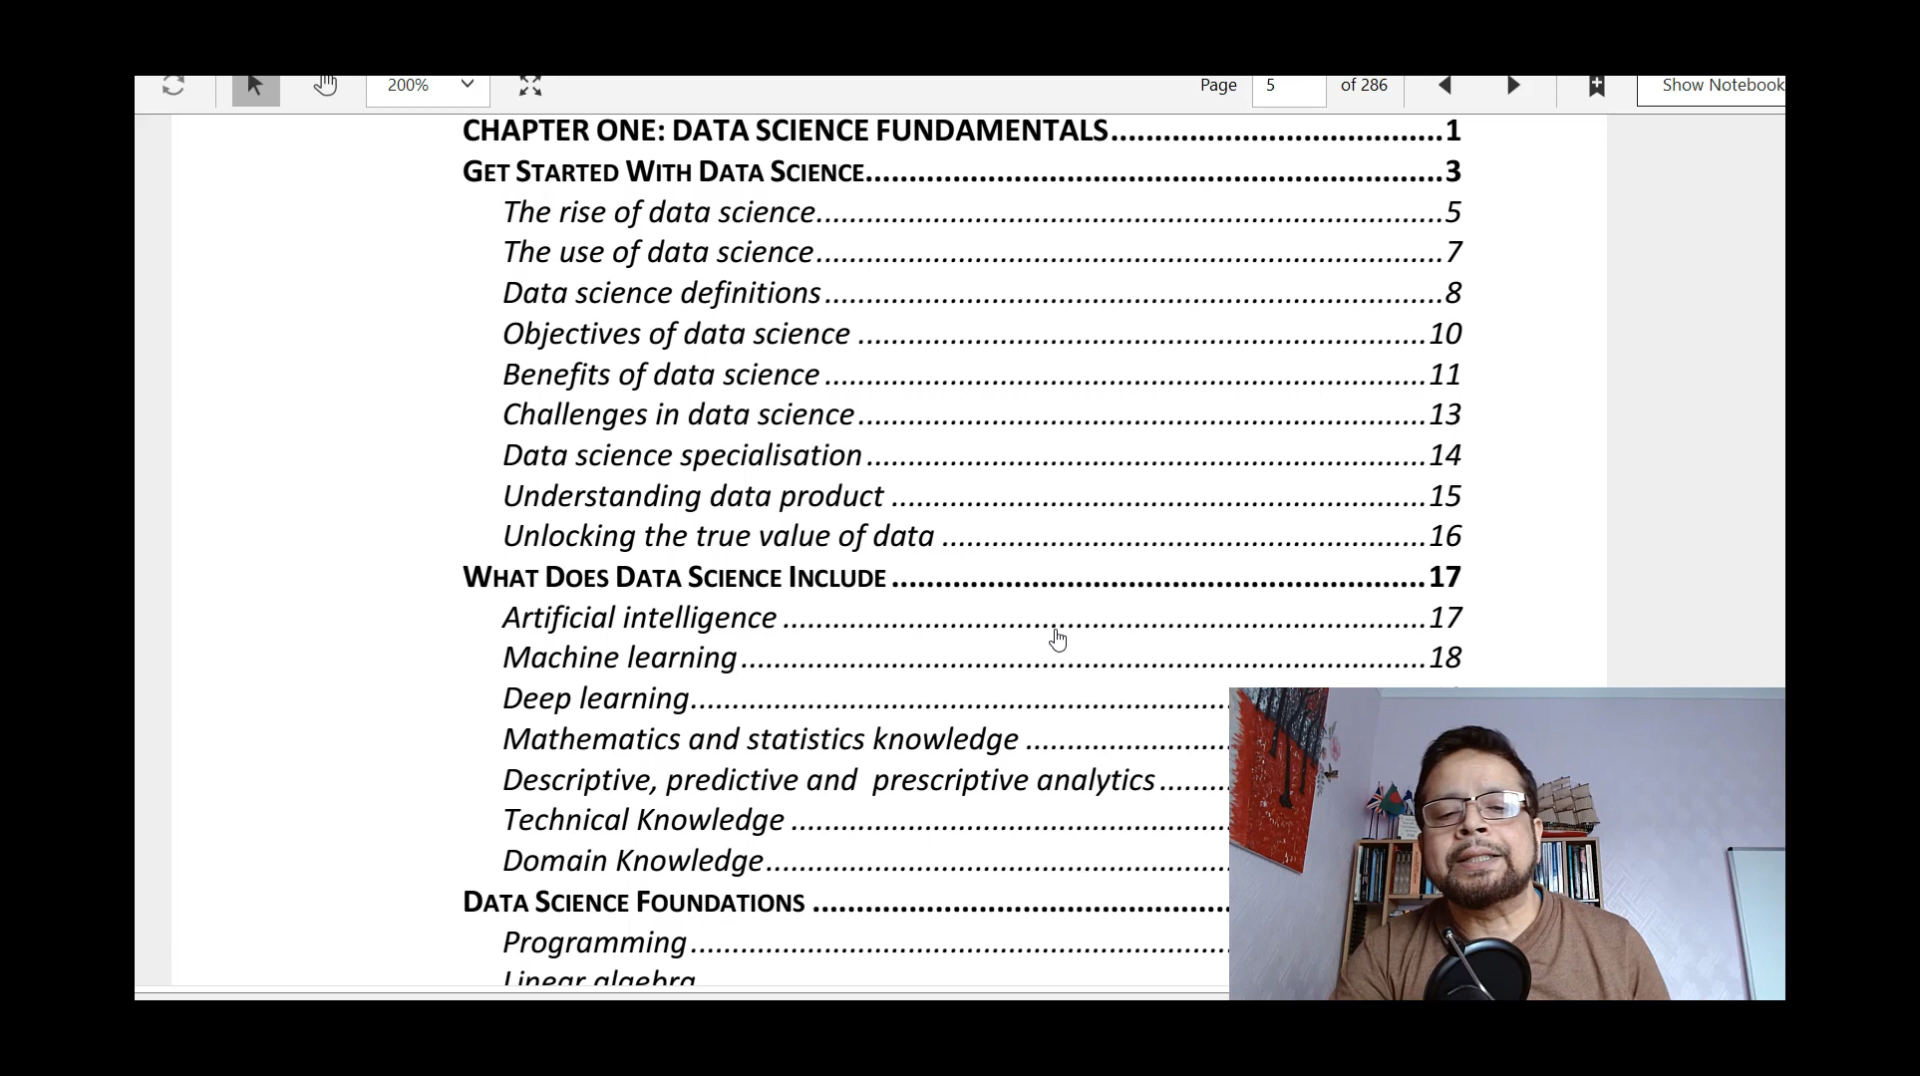 200%
Page 5 of 286
Show Notebook
CHAPTER ONE: DATA SCIENCE FUNDAMENTALS 1
GET STARTED WITH DATA SCIENCE 3
The rise of data science 5
The use of data science 7
Data science definitions 8
Objectives of data science 10
Benefits of data science 11
Challenges in data science 13
Data science specialisation 14
Understanding data product 15
Unlocking the true value of data 16
WHAT DOES DATA SCIENCE INCLUDE 17
Artificial intelligence 17
Machine learning 18
Deep learning
Mathematics and statistics knowledge
Descriptive, predictive and prescriptive analytics
Technical Knowledge
Domain Knowledge
DATA SCIENCE FOUNDATIONS
Programming
Linear algebra